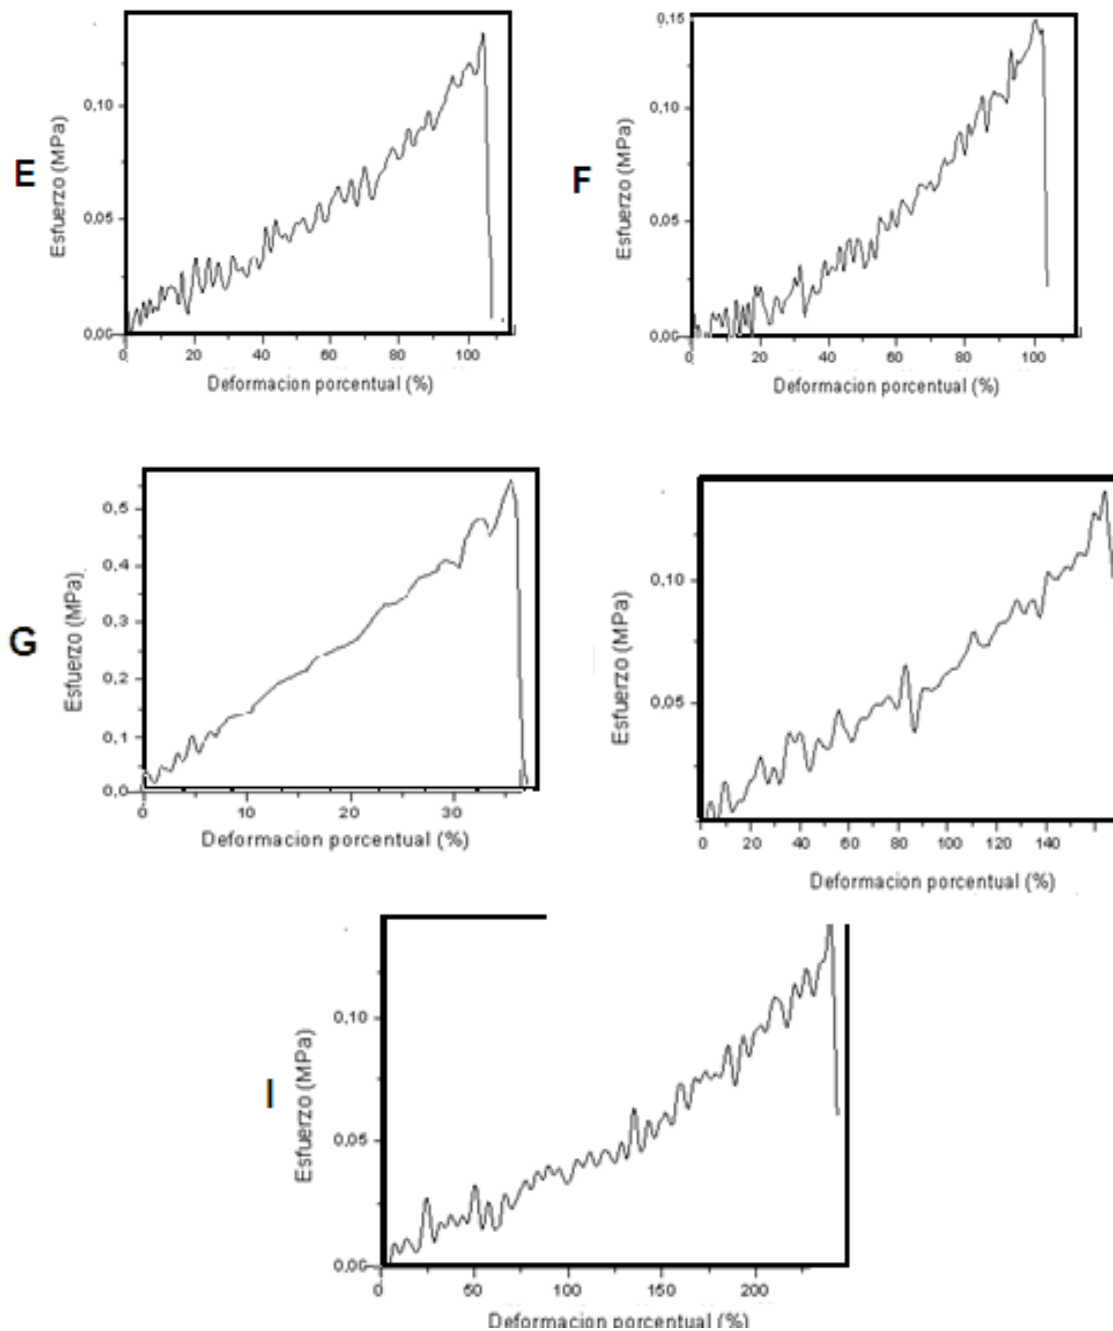 E
Esfuerzo (MPa)
0,10
0,05
0,00
0 20 40 60 80 100
Deformacion porcentual (%)
F
Esfuerzo (MPa)
0,15
0,10
0,05
0,00
0 20 40 60 80 100
Deformacion porcentual (%)
G
Esfuerzo (MPa)
0,5
0,4
0,3
0,2
0,1
0,0
0 10 20 30
Deformacion porcentual (%)
Esfuerzo (MPa)
0,10
0,05
0 20 40 60 80 100 120 140 160
Deformacion porcentual (%)
I
Esfuerzo (MPa)
0,10
0,05
0,00
0 50 100 150 200
Deformacion porcentual (%)